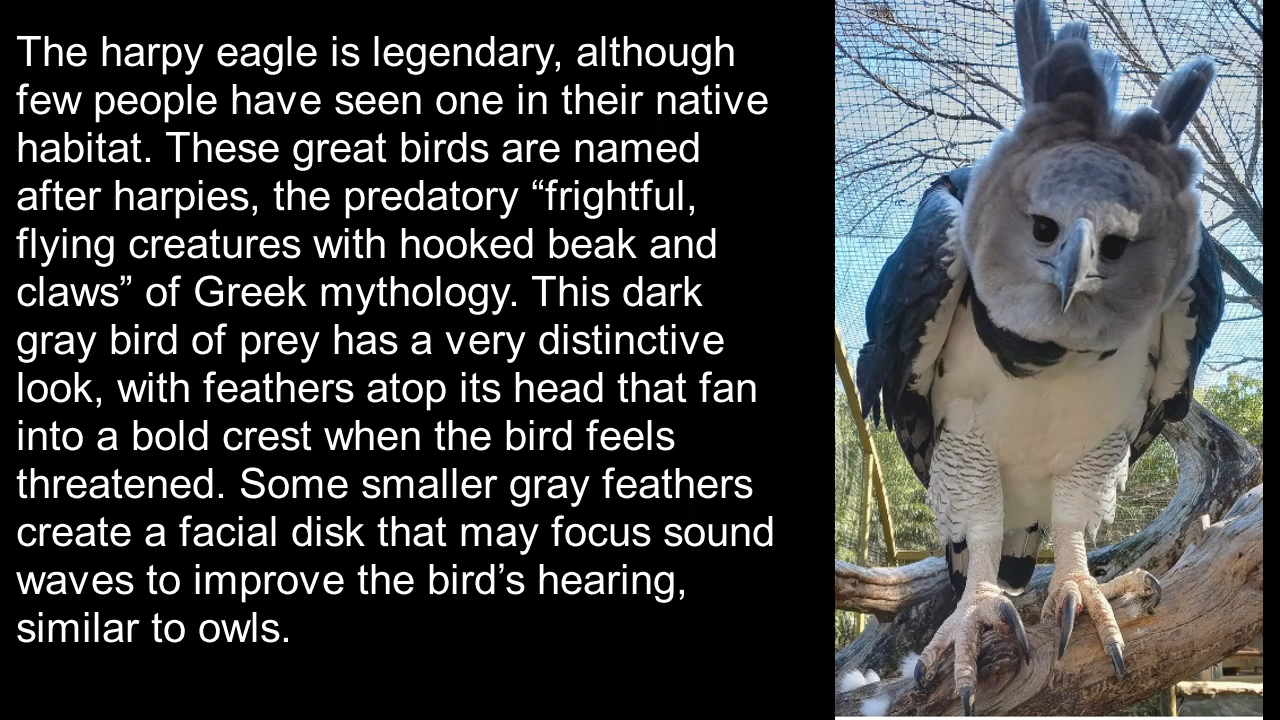 The harpy eagle is legendary, although
few people have seen one in their native
habitat. These great birds are named
after harpies, the predatory “frightful,
flying creatures with hooked beak and
claws” of Greek mythology. This dark
gray bird of prey has a very distinctive
look, with feathers atop its head that fan
into a bold crest when the bird feels
threatened. Some smaller gray feathers
create a facial disk that may focus sound
waves to improve the bird’s hearing,
similar to owls.